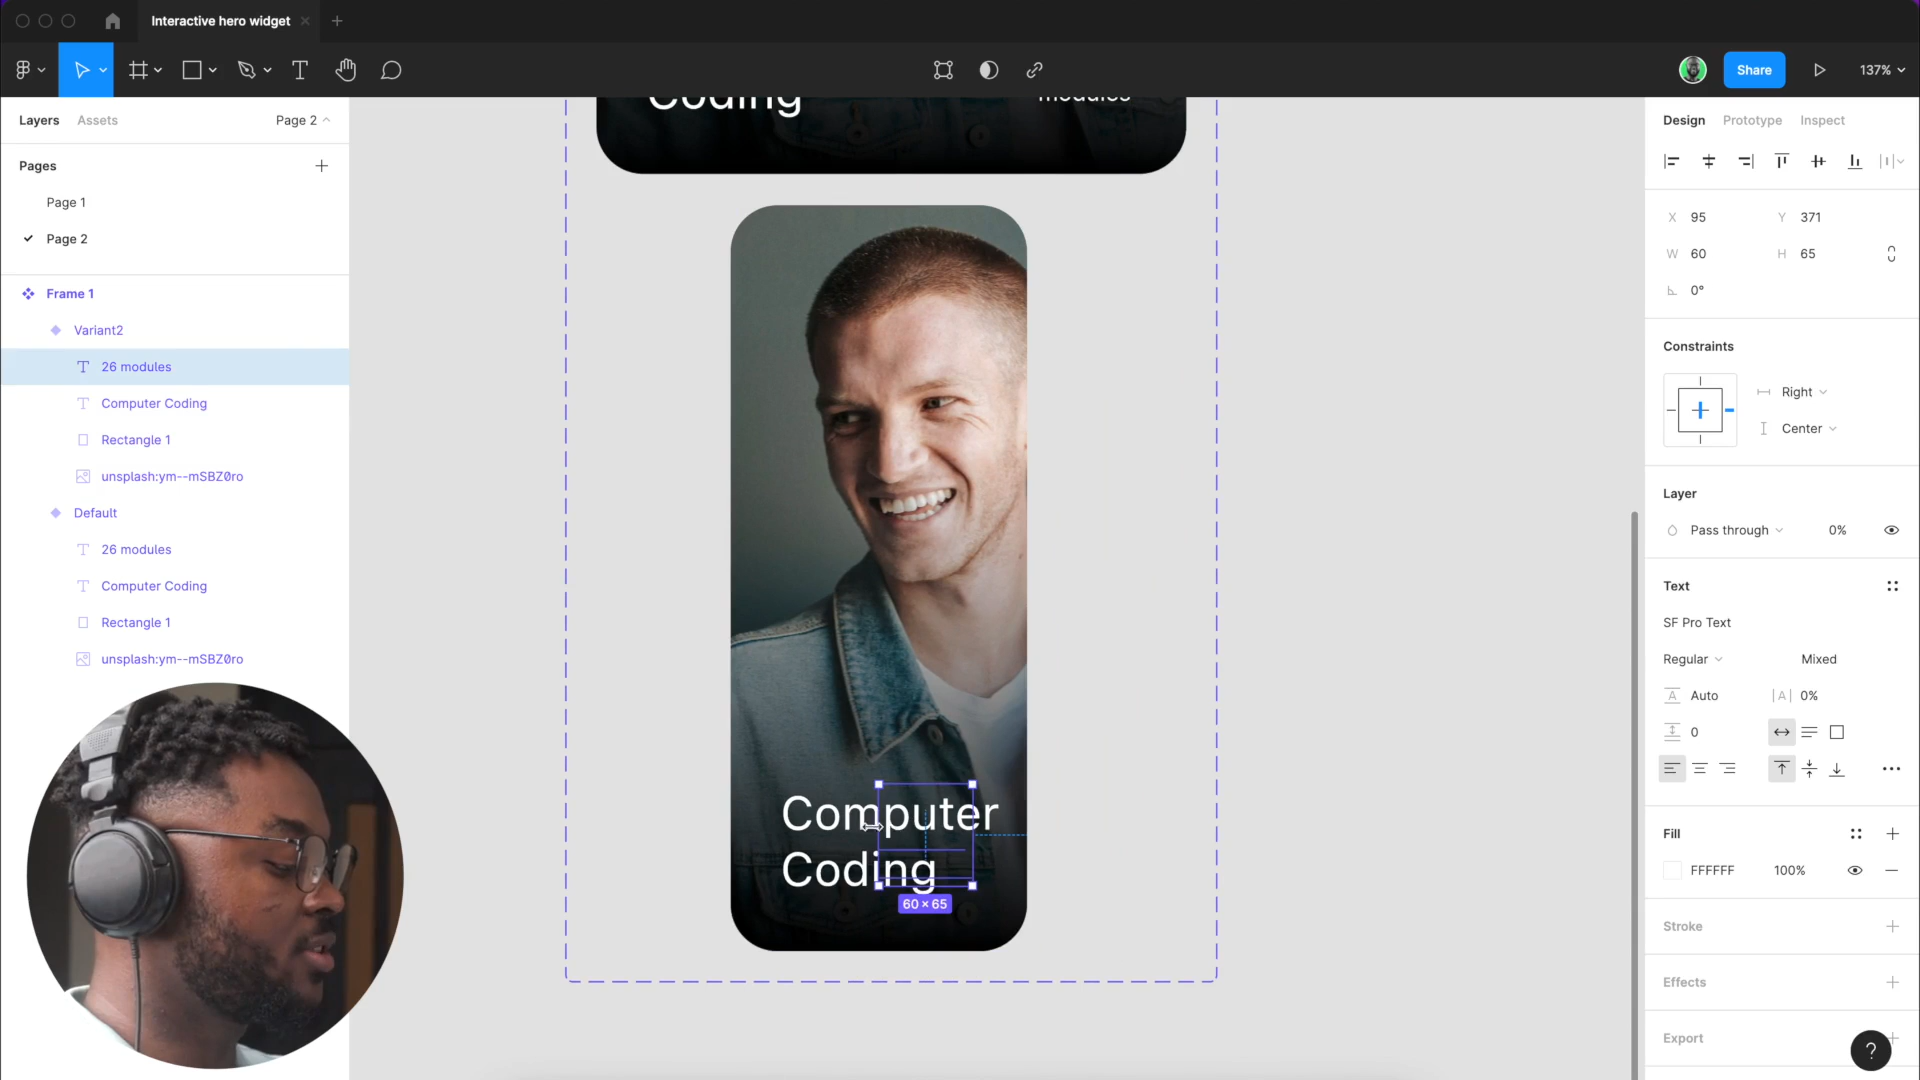 Interactive hero widget
Share
137%
Layers
Assets
Page 2
Pages
Page 1
Page 2
Frame 1
Variant2
26 modules
Computer Coding
Rectangle 1
unsplash:ym--mSBZ0ro
Default
26 modules
Computer Coding
Rectangle 1
unsplash:ym--mSBZ0ro
Coding
modules
Computer
Coding
60 × 65
Design
Prototype
Inspect
X 95
Y 371
W 60
H 65
0°
Constraints
Right
Center
Layer
Pass through
0%
Text
SF Pro Text
Regular
Mixed
A Auto
|A| 0%
0
Fill
FFFFFF
100%
Stroke
Effects
Export
?